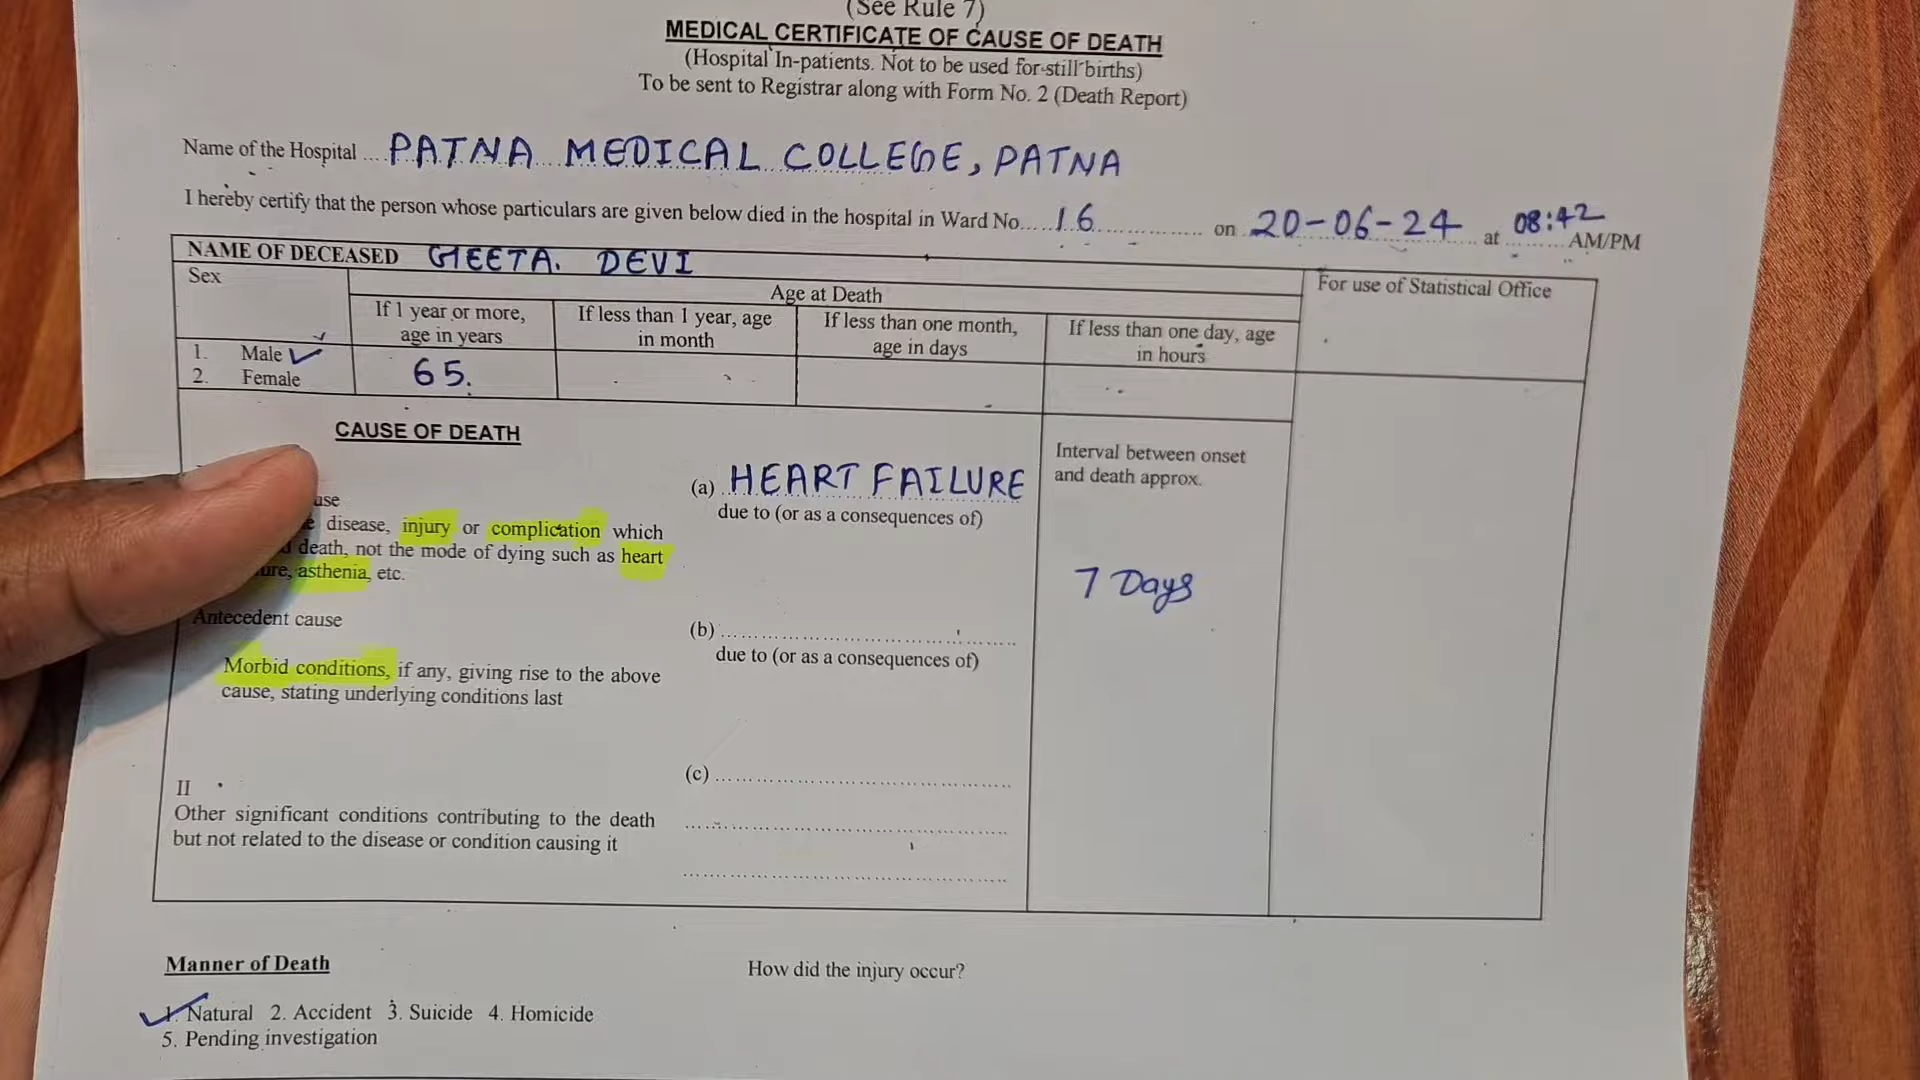 (See Rule 7)
MEDICAL CERTIFICATE OF CAUSE OF DEATH
(Hospital In-patients. Not to be used for still births)
To be sent to Registrar along with Form No. 2 (Death Report)
Name of the Hospital .... PATNA MEDICAL COLLEGE, PATNA
I hereby certify that the person whose particulars are given below died in the hospital in Ward No... 16 ............... on 20-06-24 at 08:42 AM/PM
NAME OF DECEASED GEETA. DEVI
Sex
Age at Death
For use of Statistical Office
If 1 year or more, age in years
If less than 1 year, age in month
If less than one month, age in days
If less than one day, age in hours
1. Male ✓
2. Female
65.
CAUSE OF DEATH
Interval between onset
and death approx.
(a) HEART FAILURE
due to (or as a consequences of)
disease, injury or complication which
death, not the mode of dying such as heart
asthenia, etc.
7 Days
Antecedent cause
(b) ........................................
due to (or as a consequences of)
Morbid conditions, if any, giving rise to the above
cause, stating underlying conditions last
(c) ........................................
II
Other significant conditions contributing to the death
but not related to the disease or condition causing it
Manner of Death
How did the injury occur?
✓ 1. Natural 2. Accident 3. Suicide 4. Homicide
5. Pending investigation